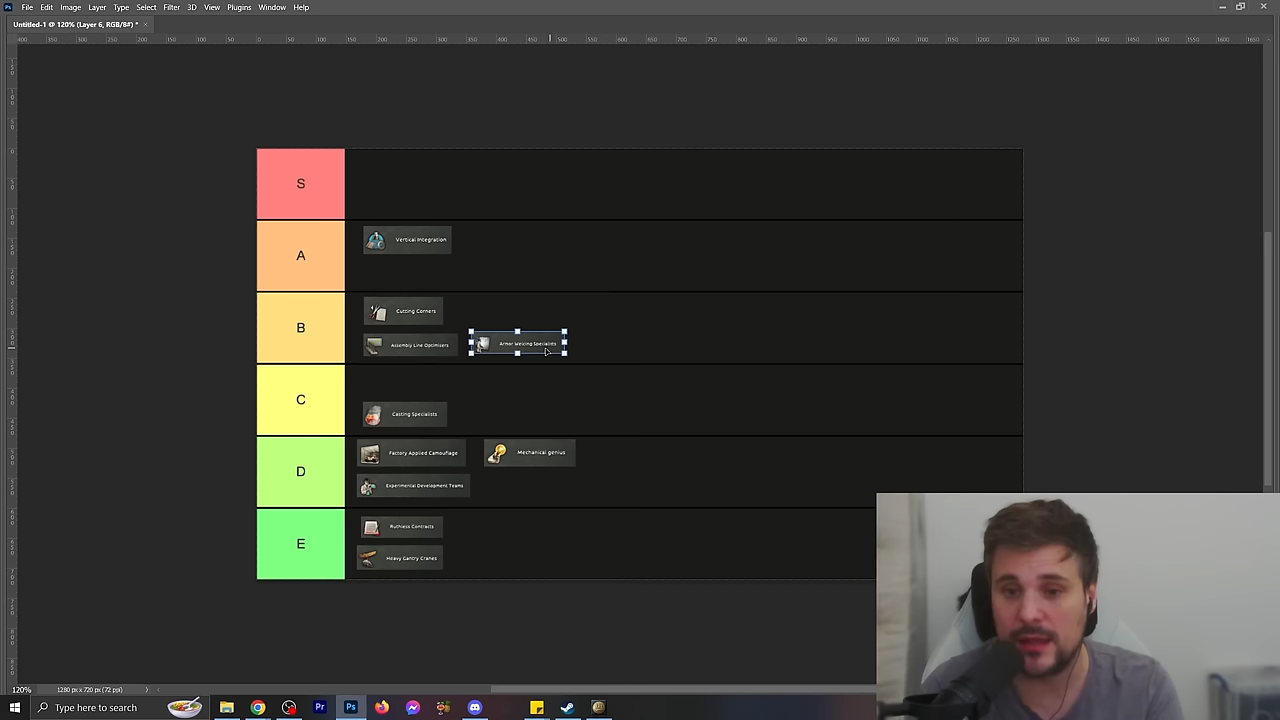 File Edit Image Layer Type Select Filter 3D View Plugins Window Help
Untitled-1 @ 120% (Layer 6, RGB/8#) *
S
A
Vertical Integration
B
Cutting Corners
Assembly Line Optimisers
Armor Welding Specialists
C
Casting Specialists
D
Factory Applied Camouflage
Mechanical genius
Experimental Development Teams
E
Ruthless Contracts
Heavy Gantry Cranes
120%
1280 px x 720 px (72 ppi)
Type here to search